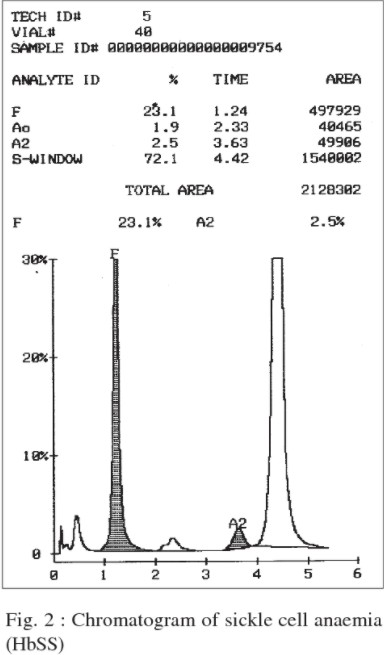 TECH ID# 5
VIAL# 40
SAMPLE ID# 00000000000000009754
ANALYTE ID % TIME AREA
F 23.1 1.24 497929
Ao 1.9 2.33 40465
A2 2.5 3.63 49906
S-WINDOW 72.1 4.42 1540002
TOTAL AREA 2128302
F 23.1% A2 2.5%
F
30%
20%
10%
A2
0
0 1 2 3 4 5 6
Fig. 2 : Chromatogram of sickle cell anaemia
(HbSS)